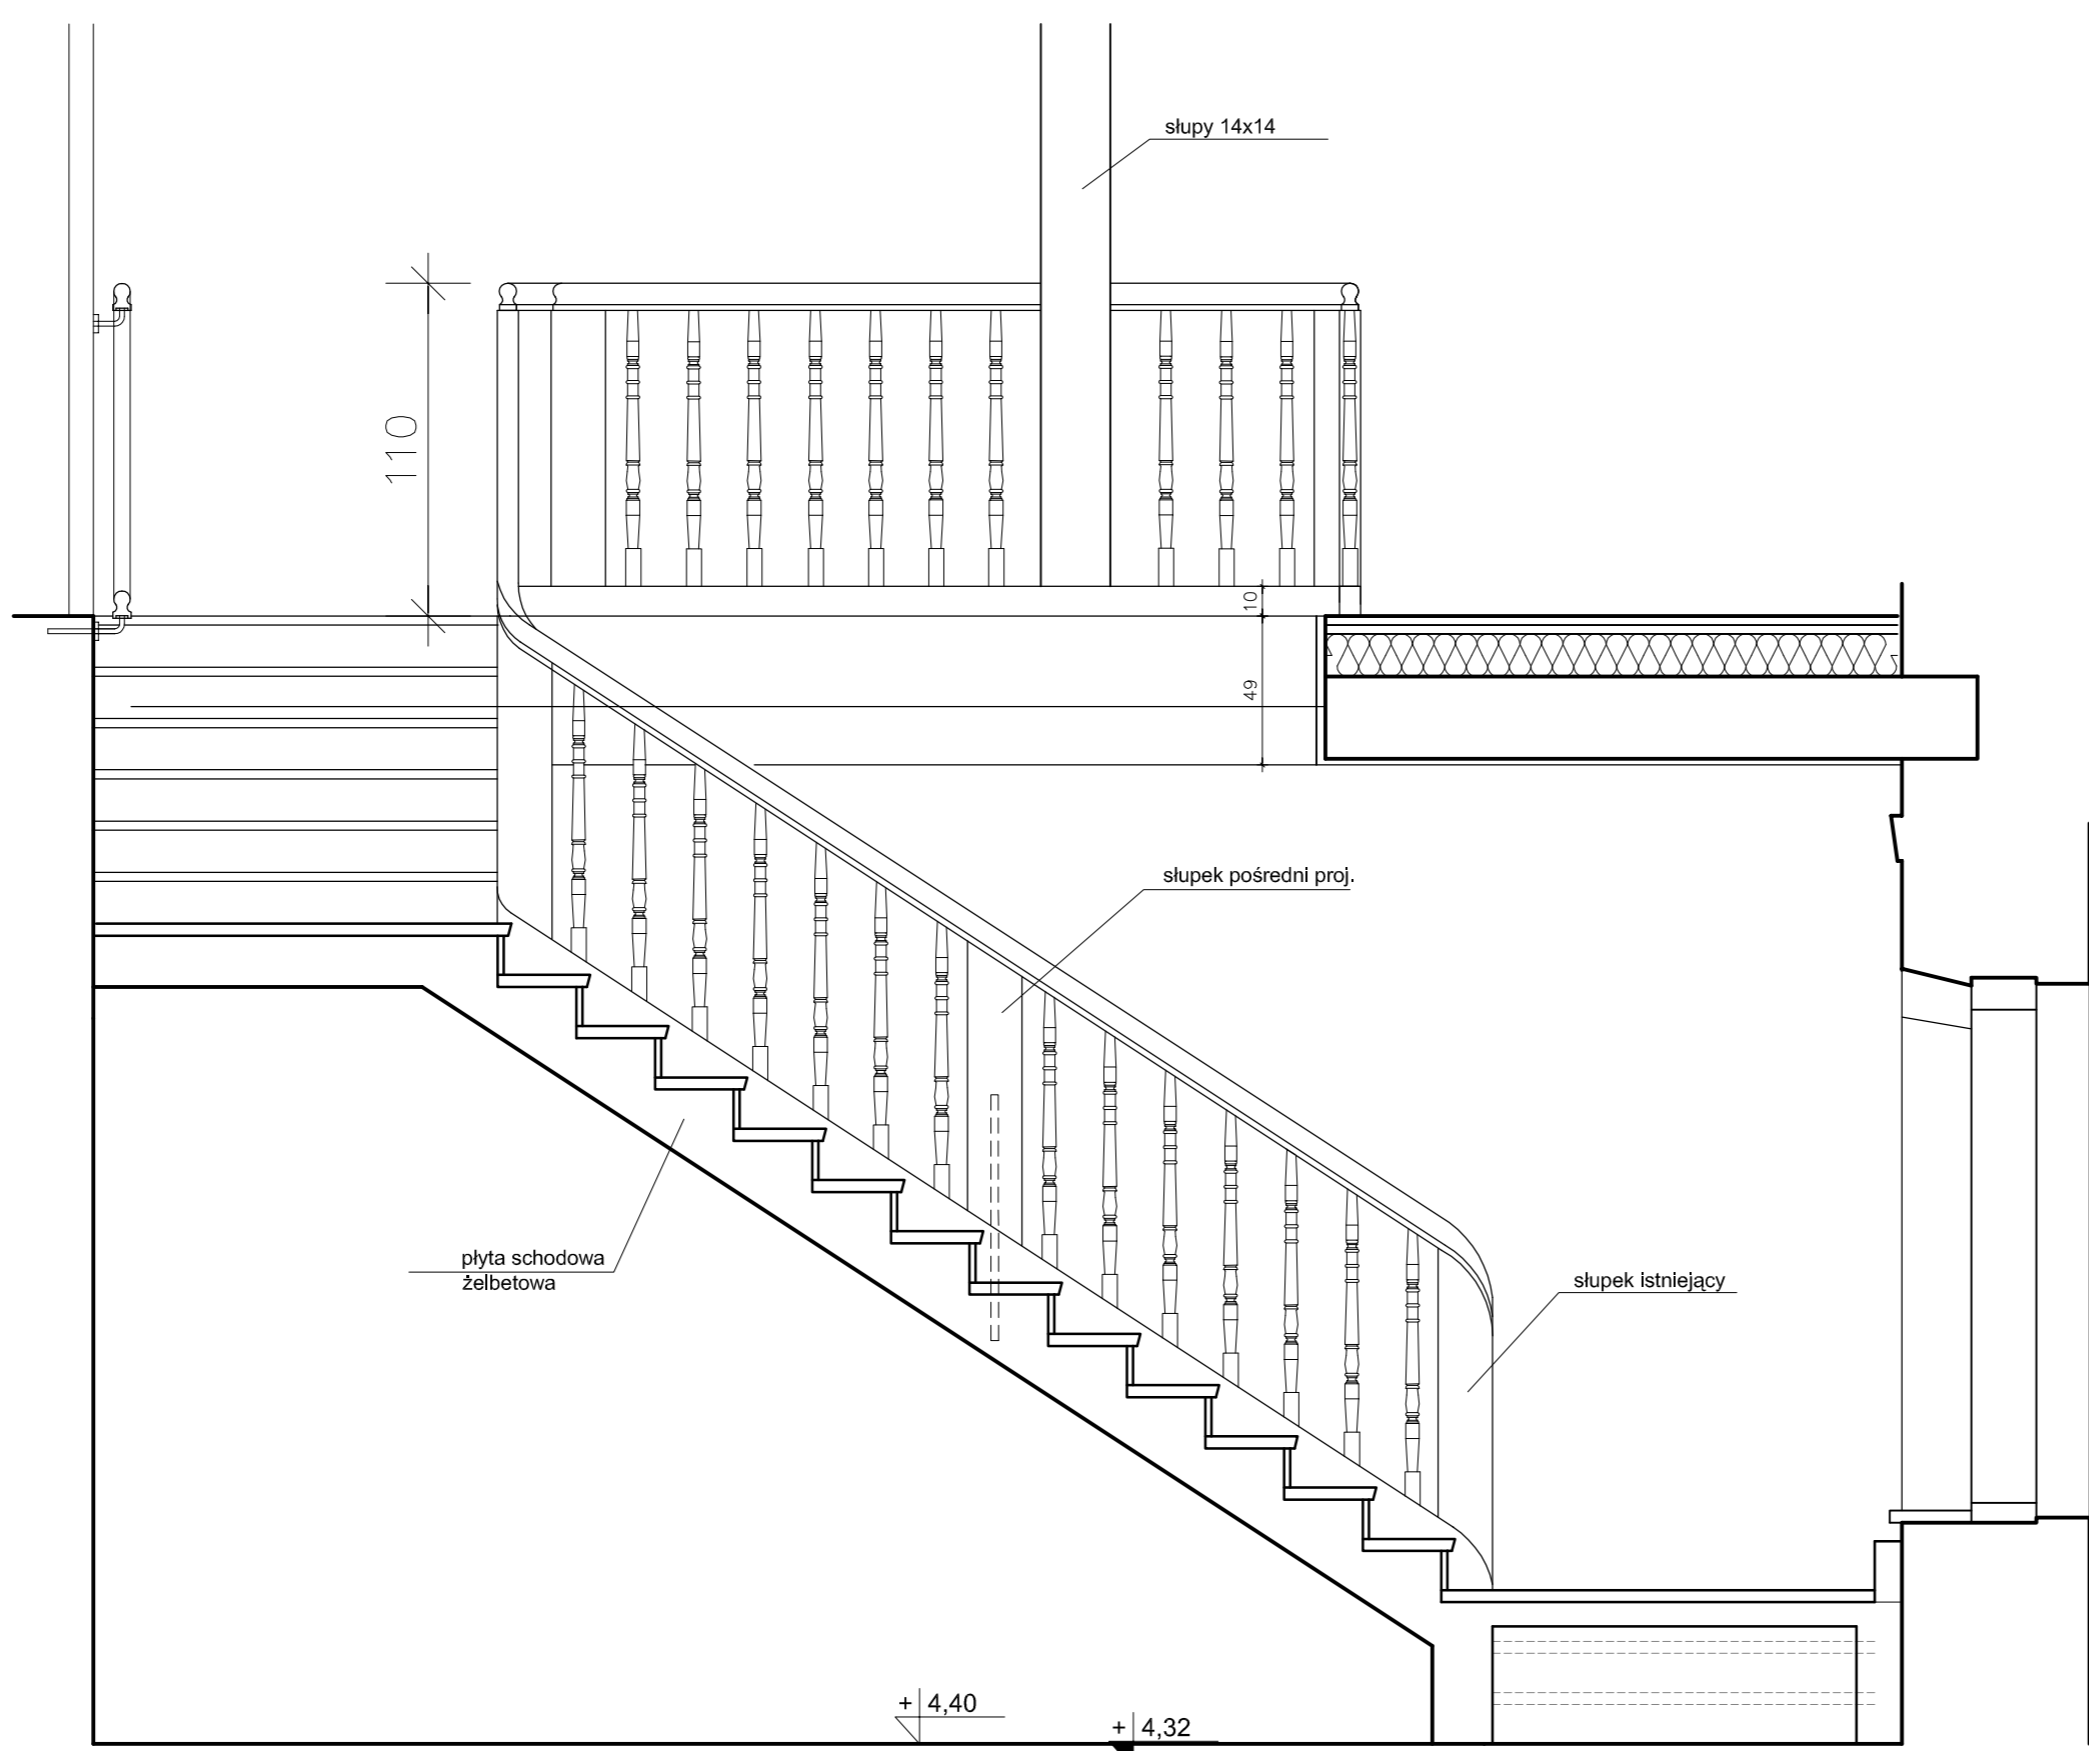 słupy 14x14
110
10
49
słupek pośredni proj.
płyta schodowa
żelbetowa
słupek istniejący
+ 4,40
+ 4,32